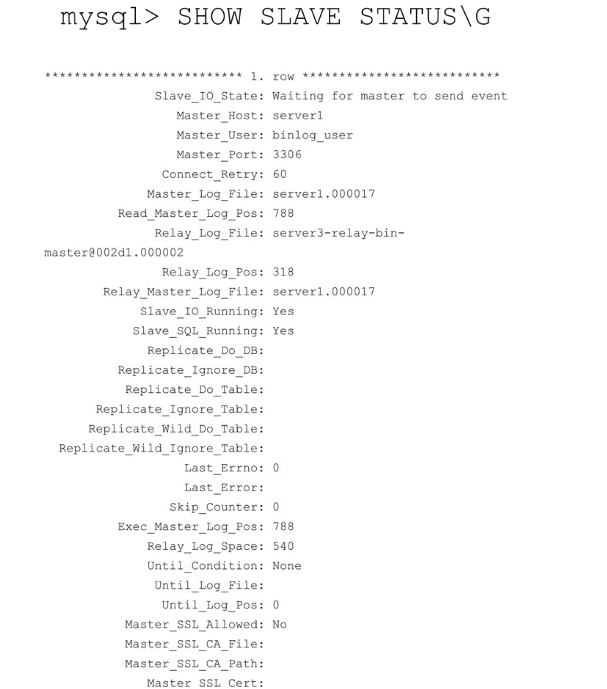 mysql> SHOW SLAVE STATUS\G
*************************** 1. row ***************************
Slave_IO_State: Waiting for master to send event
Master_Host: server1
Master_User: binlog_user
Master_Port: 3306
Connect_Retry: 60
Master_Log_File: server1.000017
Read_Master_Log_Pos: 788
Relay_Log_File: server3-relay-bin-
master@002d1.000002
Relay_Log_Pos: 318
Relay_Master_Log_File: server1.000017
Slave_IO_Running: Yes
Slave_SQL_Running: Yes
Replicate_Do_DB:
Replicate_Ignore_DB:
Replicate_Do_Table:
Replicate_Ignore_Table:
Replicate_Wild_Do_Table:
Replicate_Wild_Ignore_Table:
Last_Errno: 0
Last_Error:
Skip_Counter: 0
Exec_Master_Log_Pos: 788
Relay_Log_Space: 540
Until_Condition: None
Until_Log_File:
Until_Log_Pos: 0
Master_SSL_Allowed: No
Master_SSL_CA_File:
Master_SSL_CA_Path:
Master_SSL_Cert: